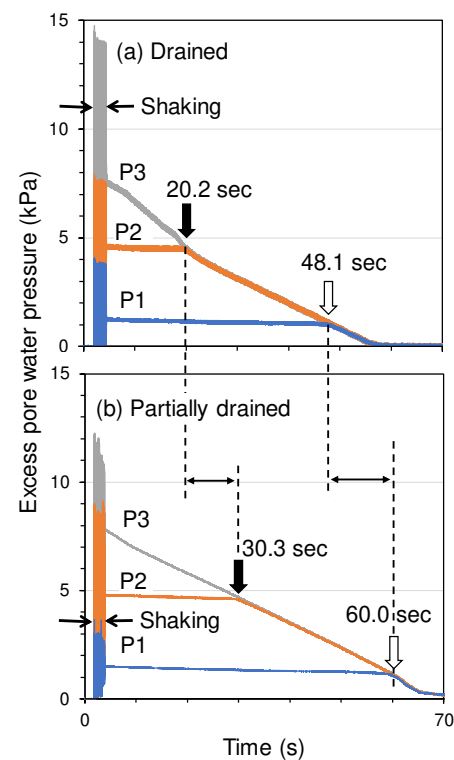 15
(a) Drained
Shaking
10
P3
20.2 sec
P2
5
48.1 sec
P1
0
Excess pore water pressure (kPa)
15
(b) Partially drained
10
P3
30.3 sec
P2
5
60.0 sec
Shaking
P1
0
0
70
Time (s)